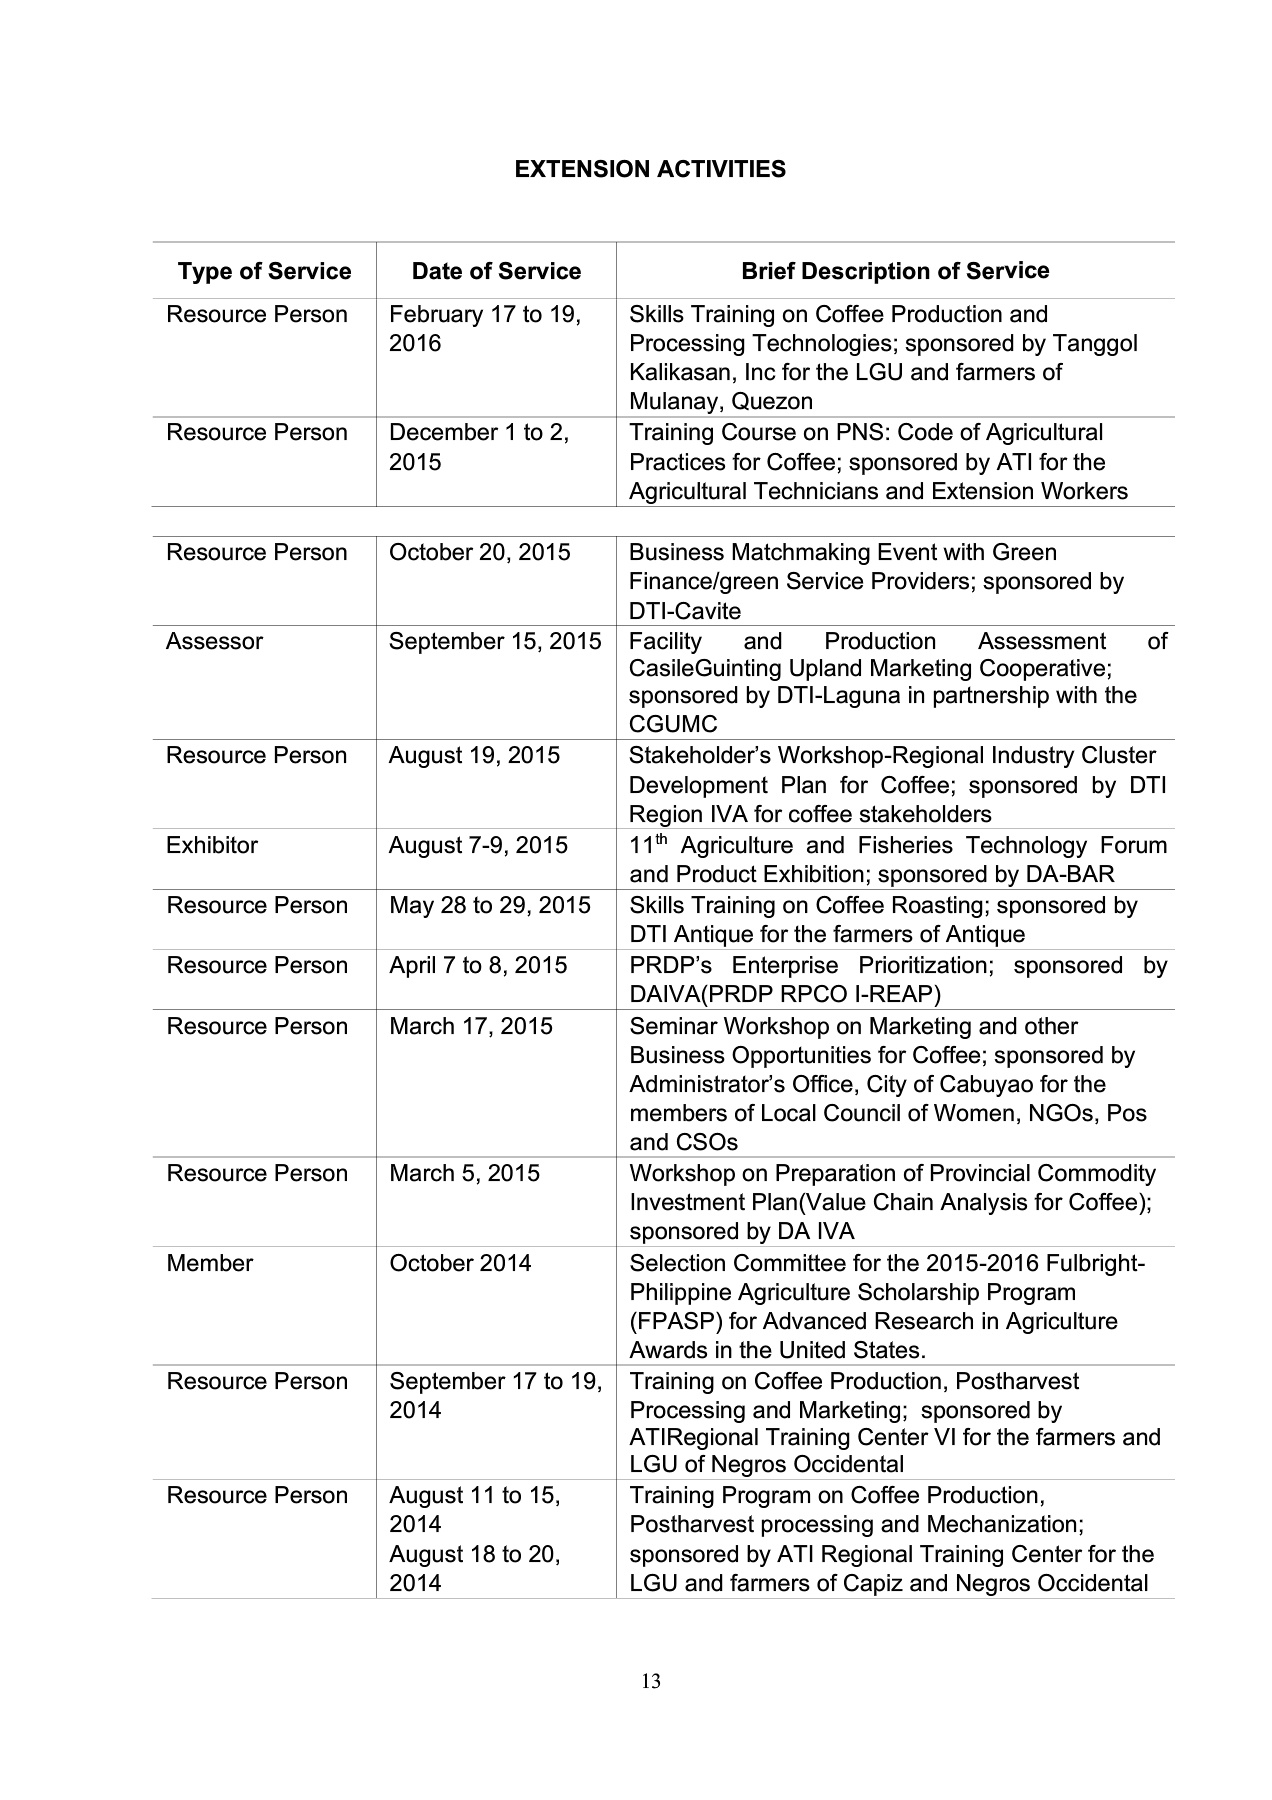 EXTENSION ACTIVITIES
Type of Service Date of Service Brief Description of Service
Resource Person February 17 to 19, Skills Training on Coffee Production and
2016 Processing Technologies; sponsored by Tanggol
Kalikasan, Inc for the LGU and farmers of
Mulanay, Quezon
Resource Person December 1 to 2, Training Course on PNS: Code of Agricultural
2015 Practices for Coffee; sponsored by ATI for the
Agricultural Technicians and Extension Workers
Resource Person October 20, 2015 Business Matchmaking Event with Green
Finance/green Service Providers; sponsored by
DTI-Cavite
Assessor September 15, 2015 Facility and Production Assessment of
CasileGuinting Upland Marketing Cooperative;
sponsored by DTI-Laguna in partnership with the
CGUMC
Resource Person August 19, 2015 Stakeholder’s Workshop-Regional Industry Cluster
Development Plan for Coffee; sponsored by DTI
Region IVA for coffee stakeholders
Exhibitor August 7-9, 2015 11th Agriculture and Fisheries Technology Forum
and Product Exhibition; sponsored by DA-BAR
Resource Person May 28 to 29, 2015 Skills Training on Coffee Roasting; sponsored by
DTI Antique for the farmers of Antique
Resource Person April 7 to 8, 2015 PRDP’s Enterprise Prioritization; sponsored by
DAIVA(PRDP RPCO I-REAP)
Resource Person March 17, 2015 Seminar Workshop on Marketing and other
Business Opportunities for Coffee; sponsored by
Administrator’s Office, City of Cabuyao for the
members of Local Council of Women, NGOs, Pos
and CSOs
Resource Person March 5, 2015 Workshop on Preparation of Provincial Commodity
Investment Plan(Value Chain Analysis for Coffee);
sponsored by DA IVA
Member October 2014 Selection Committee for the 2015-2016 Fulbright-
Philippine Agriculture Scholarship Program
(FPASP) for Advanced Research in Agriculture
Awards in the United States.
Resource Person September 17 to 19, Training on Coffee Production, Postharvest
2014 Processing and Marketing; sponsored by
ATIRegional Training Center VI for the farmers and
LGU of Negros Occidental
Resource Person August 11 to 15, Training Program on Coffee Production,
2014 Postharvest processing and Mechanization;
August 18 to 20, sponsored by ATI Regional Training Center for the
2014 LGU and farmers of Capiz and Negros Occidental
13